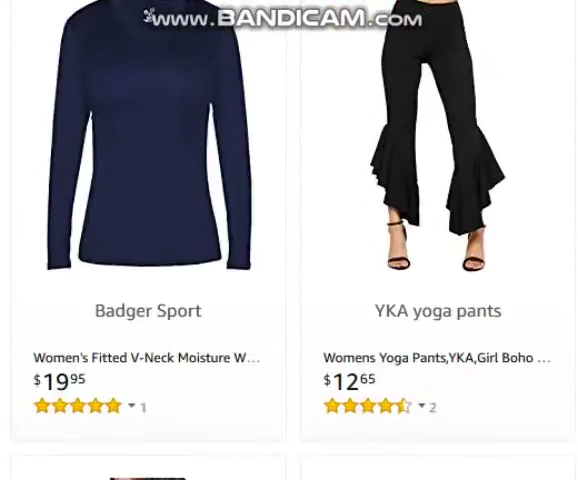 www.BANDICAM.com
Badger Sport
YKA yoga pants
Women's Fitted V-Neck Moisture W...
Womens Yoga Pants,YKA,Girl Boho ...
$1995
$1265
1
2